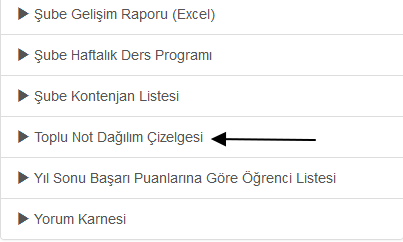 ▶ Şube Gelişim Raporu (Excel)
▶ Şube Haftalık Ders Programı
▶ Şube Kontenjan Listesi
▶ Toplu Not Dağılım Çizelgesi
▶ Yıl Sonu Başarı Puanlarına Göre Öğrenci Listesi
▶ Yorum Karnesi